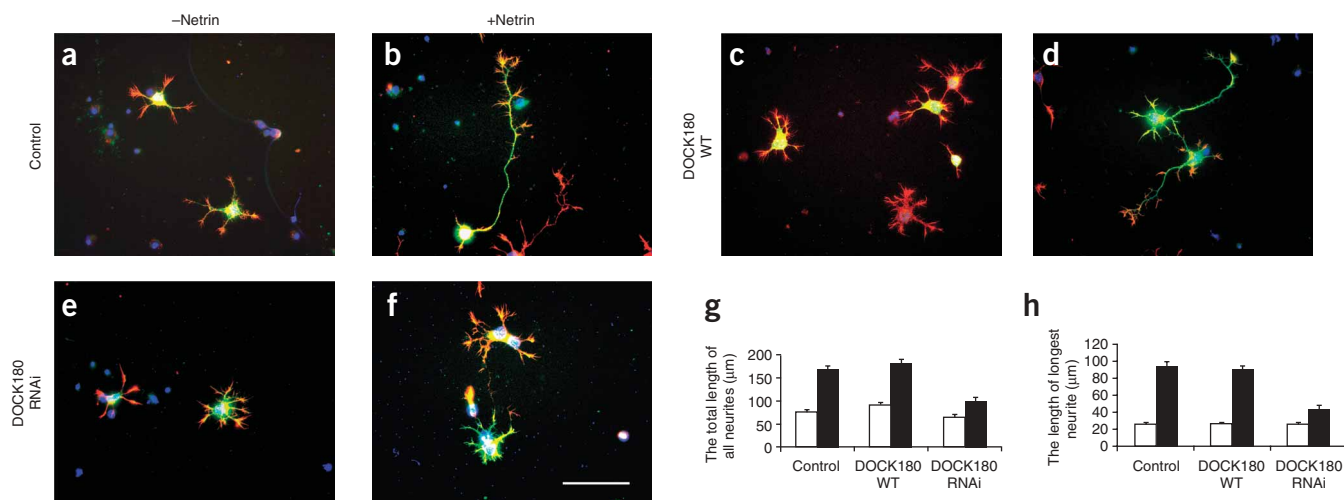 –Netrin
+Netrin
Control
a
b
DOCK180
WT
c
d
DOCK180
RNAi
e
f
g
The total length of
all neurites (μm)
200
150
100
50
0
Control
DOCK180
WT
DOCK180
RNAi
h
The length of longest
neurite (μm)
120
100
80
60
40
20
0
Control
DOCK180
WT
DOCK180
RNAi